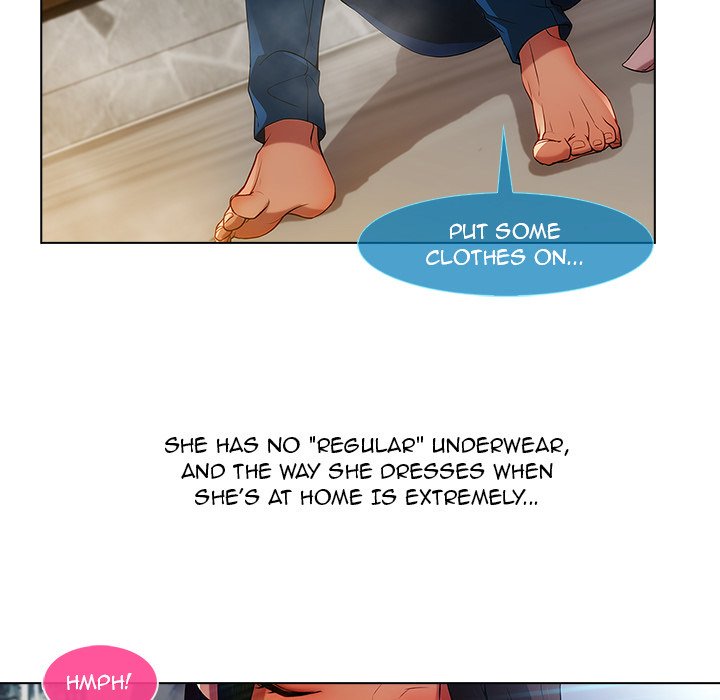 PUT SOME
CLOTHES ON...
SHE HAS NO "REGULAR" UNDERWEAR,
AND THE WAY SHE DRESSES WHEN
SHE'S AT HOME IS EXTREMELY...
HMPH!